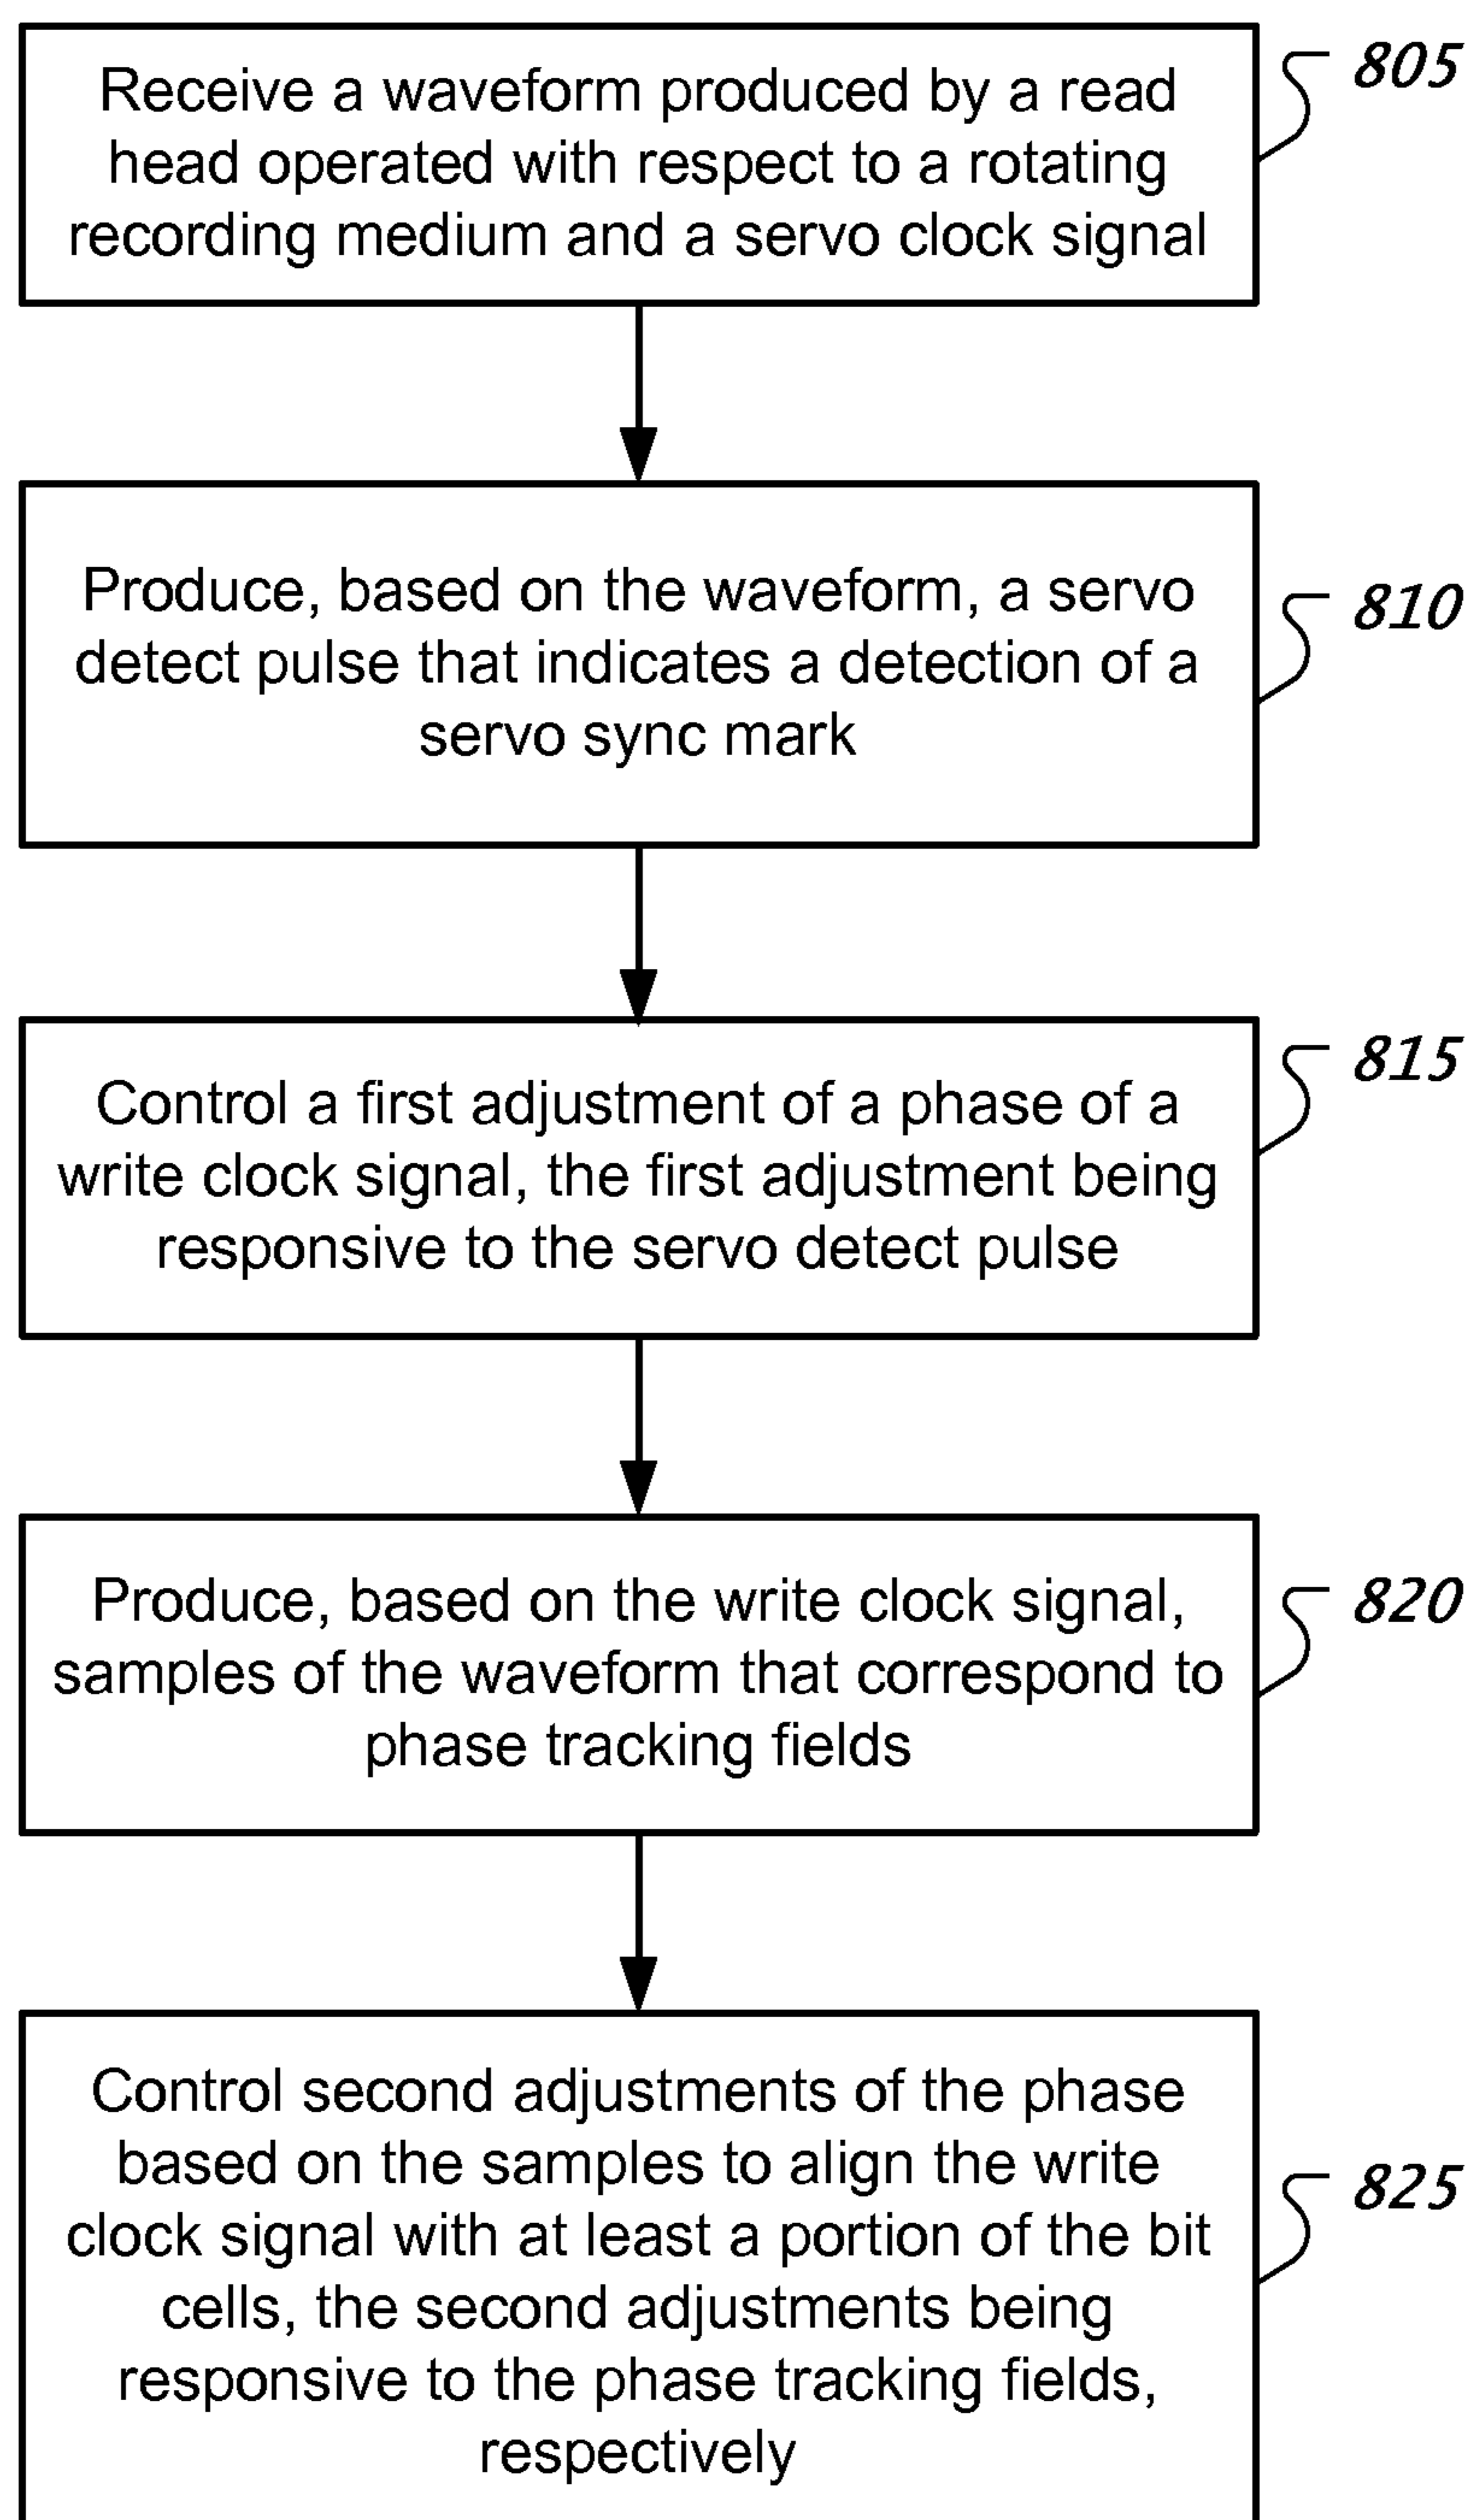 Receive a waveform produced by a read
head operated with respect to a rotating
recording medium and a servo clock signal
805
Produce, based on the waveform, a servo
detect pulse that indicates a detection of a
servo sync mark
810
Control a first adjustment of a phase of a
write clock signal, the first adjustment being
responsive to the servo detect pulse
815
Produce, based on the write clock signal,
samples of the waveform that correspond to
phase tracking fields
820
Control second adjustments of the phase
based on the samples to align the write
clock signal with at least a portion of the bit
cells, the second adjustments being
responsive to the phase tracking fields,
respectively
825